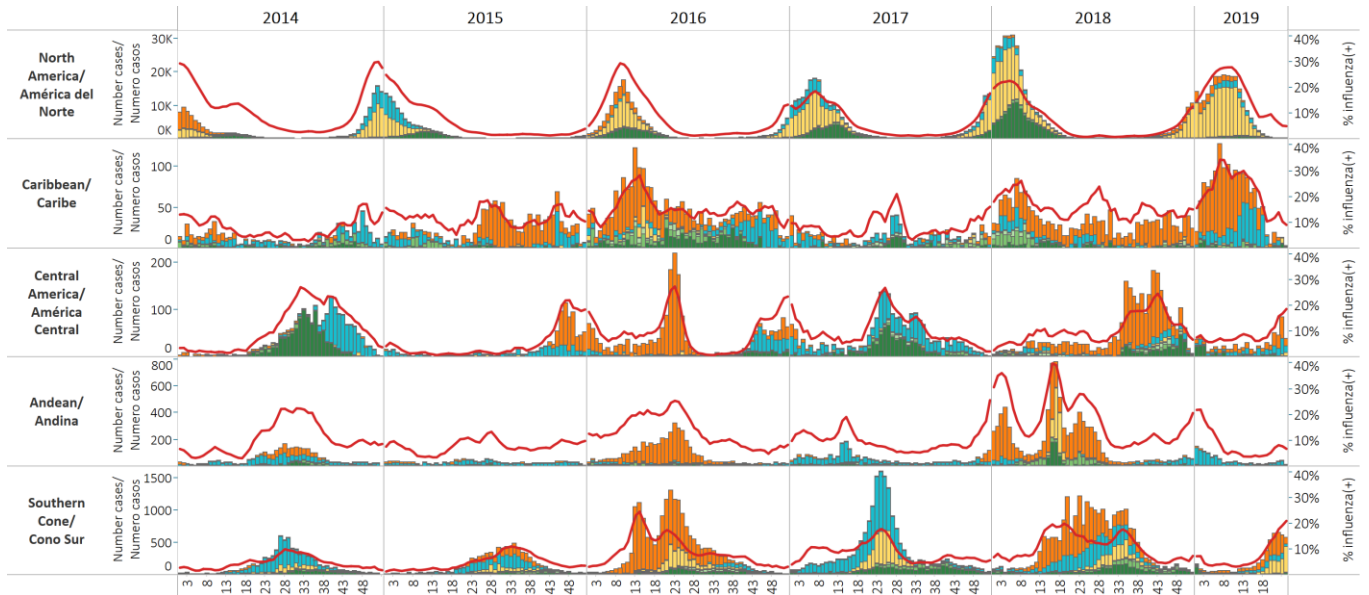 2014 2015 2016 2017 2018 2019
North
America/
América del
Norte
Number cases/
Numero casos
30K
20K
10K
0K
40%
30%
20%
10%
% influenza(+)
Caribbean/
Caribe
Number cases/
Numero casos
100
50
0
40%
30%
20%
10%
% influenza(+)
Central
America/
América
Central
Number cases/
Numero casos
200
100
0
40%
30%
20%
10%
% influenza(+)
Andean/
Andina
Number cases/
Numero casos
800
600
400
200
40%
30%
20%
10%
% influenza(+)
Southern
Cone/
Cono Sur
Number cases/
Numero casos
1500
1000
500
0
40%
30%
20%
10%
% influenza(+)
3 8 13 18 23 28 33 38 43 48 3 8 13 18 23 28 33 38 43 48 3 8 13 18 23 28 33 38 43 48 3 8 13 18 23 28 33 38 43 48 3 8 13 18 23 28 33 38 43 48 3 8 13 18